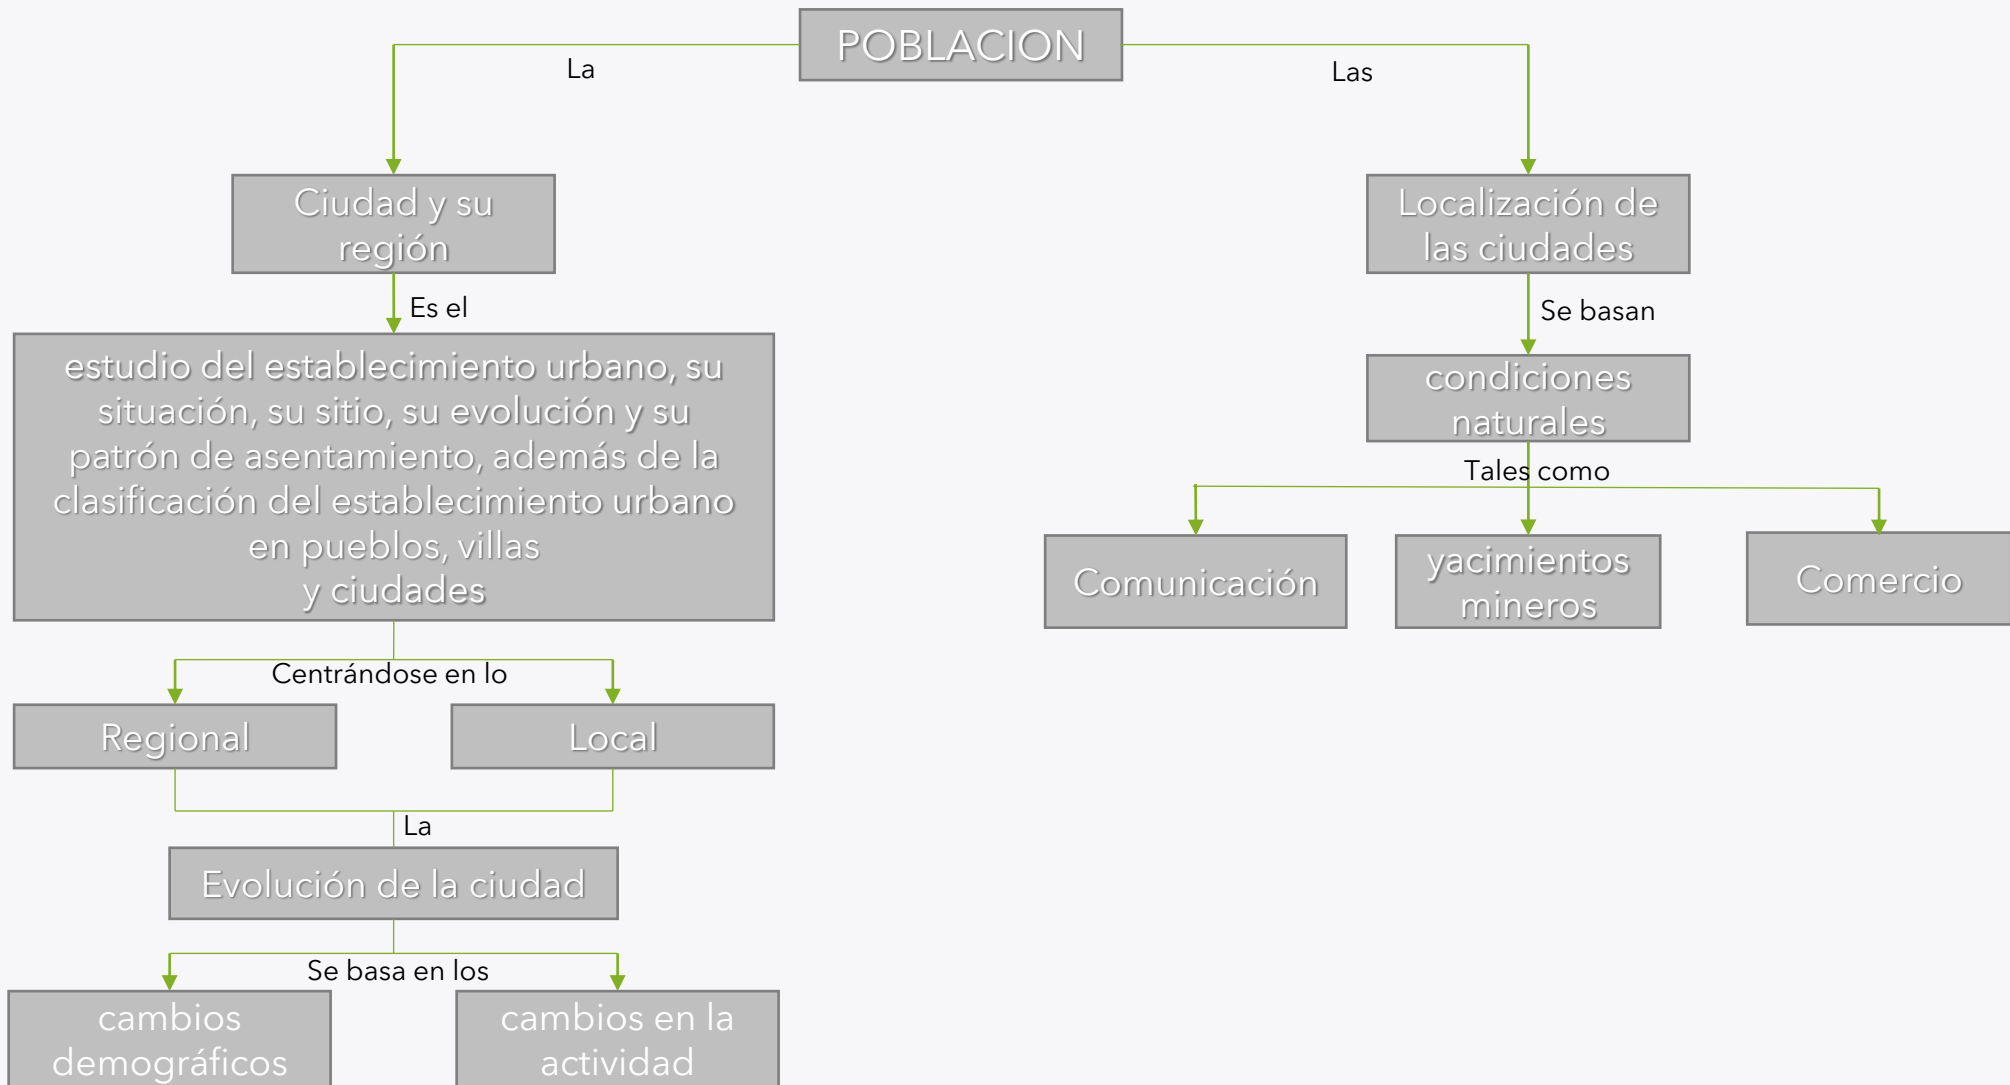 POBLACION
La
Las
Ciudad y su
región
Localización de
las ciudades
Es el
Se basan
estudio del establecimiento urbano, su
situación, su sitio, su evolución y su
patrón de asentamiento, además de la
clasificación del establecimiento urbano
en pueblos, villas
y ciudades
condiciones
naturales
Tales como
Comunicación
yacimientos
mineros
Comercio
Centrándose en lo
Regional
Local
La
Evolución de la ciudad
Se basa en los
cambios
demográficos
cambios en la
actividad